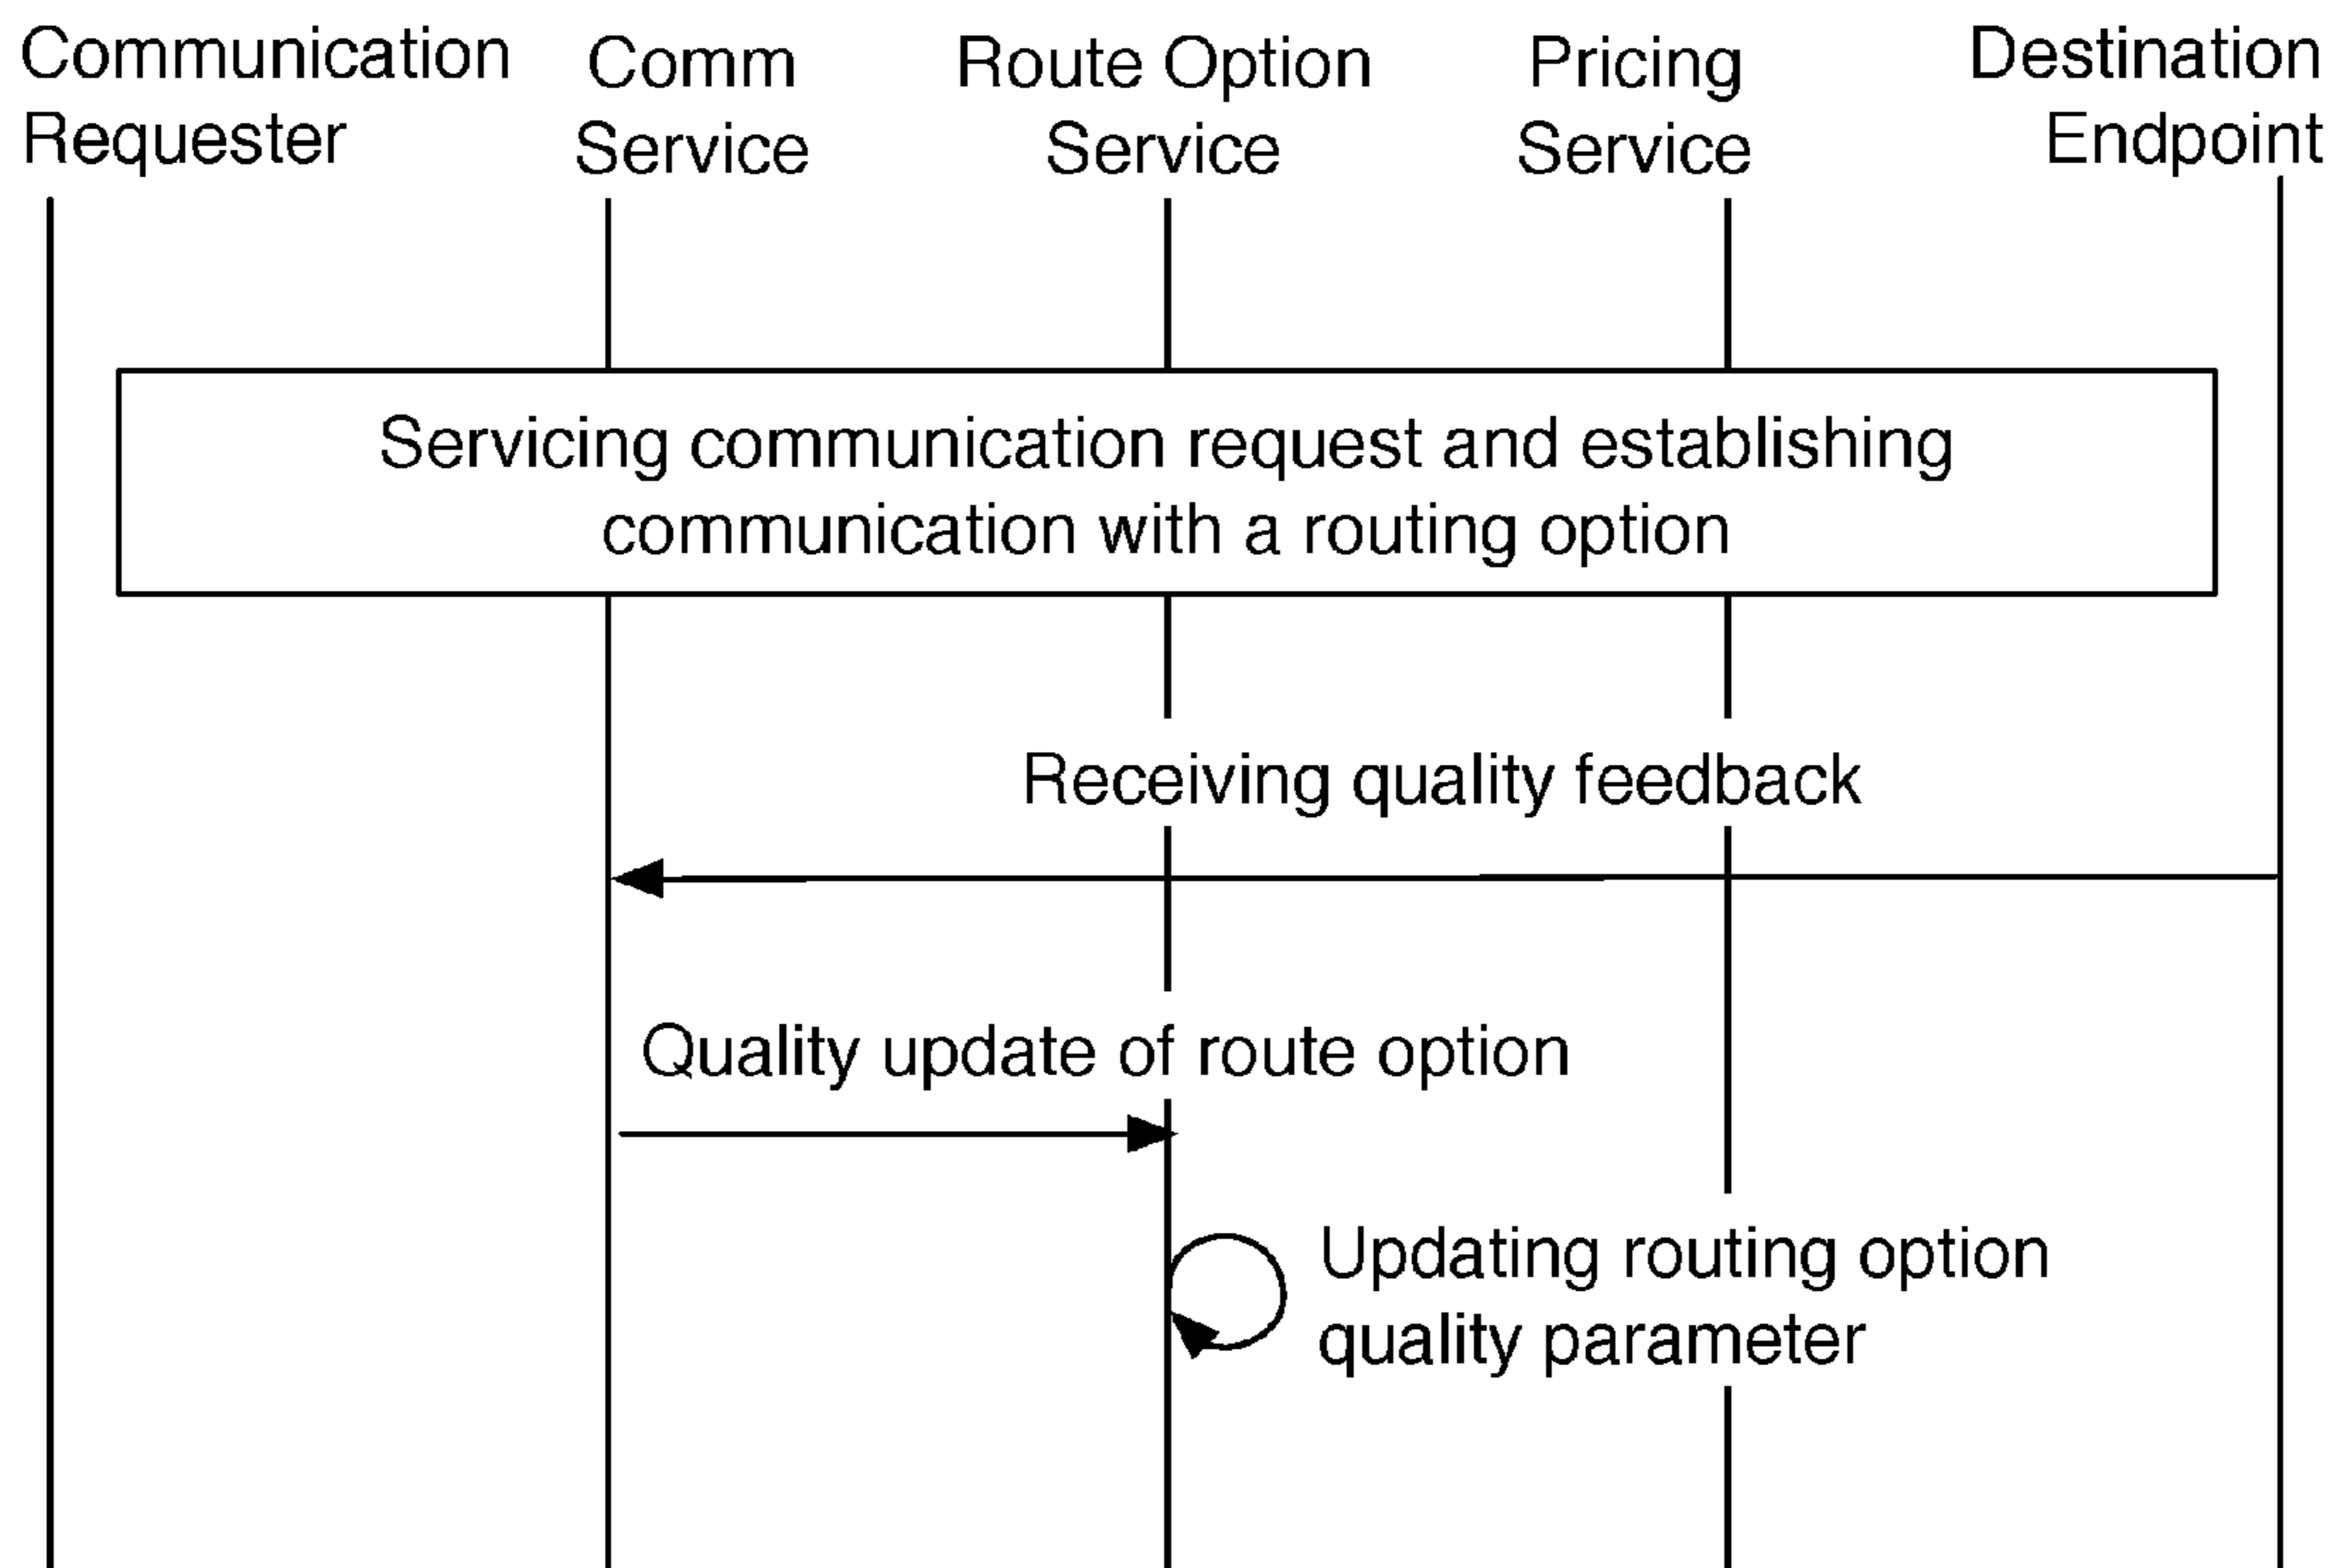 Communication
Requester
Comm
Service
Route Option
Service
Pricing
Service
Destination
Endpoint
Servicing communication request and establishing
communication with a routing option
Receiving quality feedback
Quality update of route option
Updating routing option
quality parameter